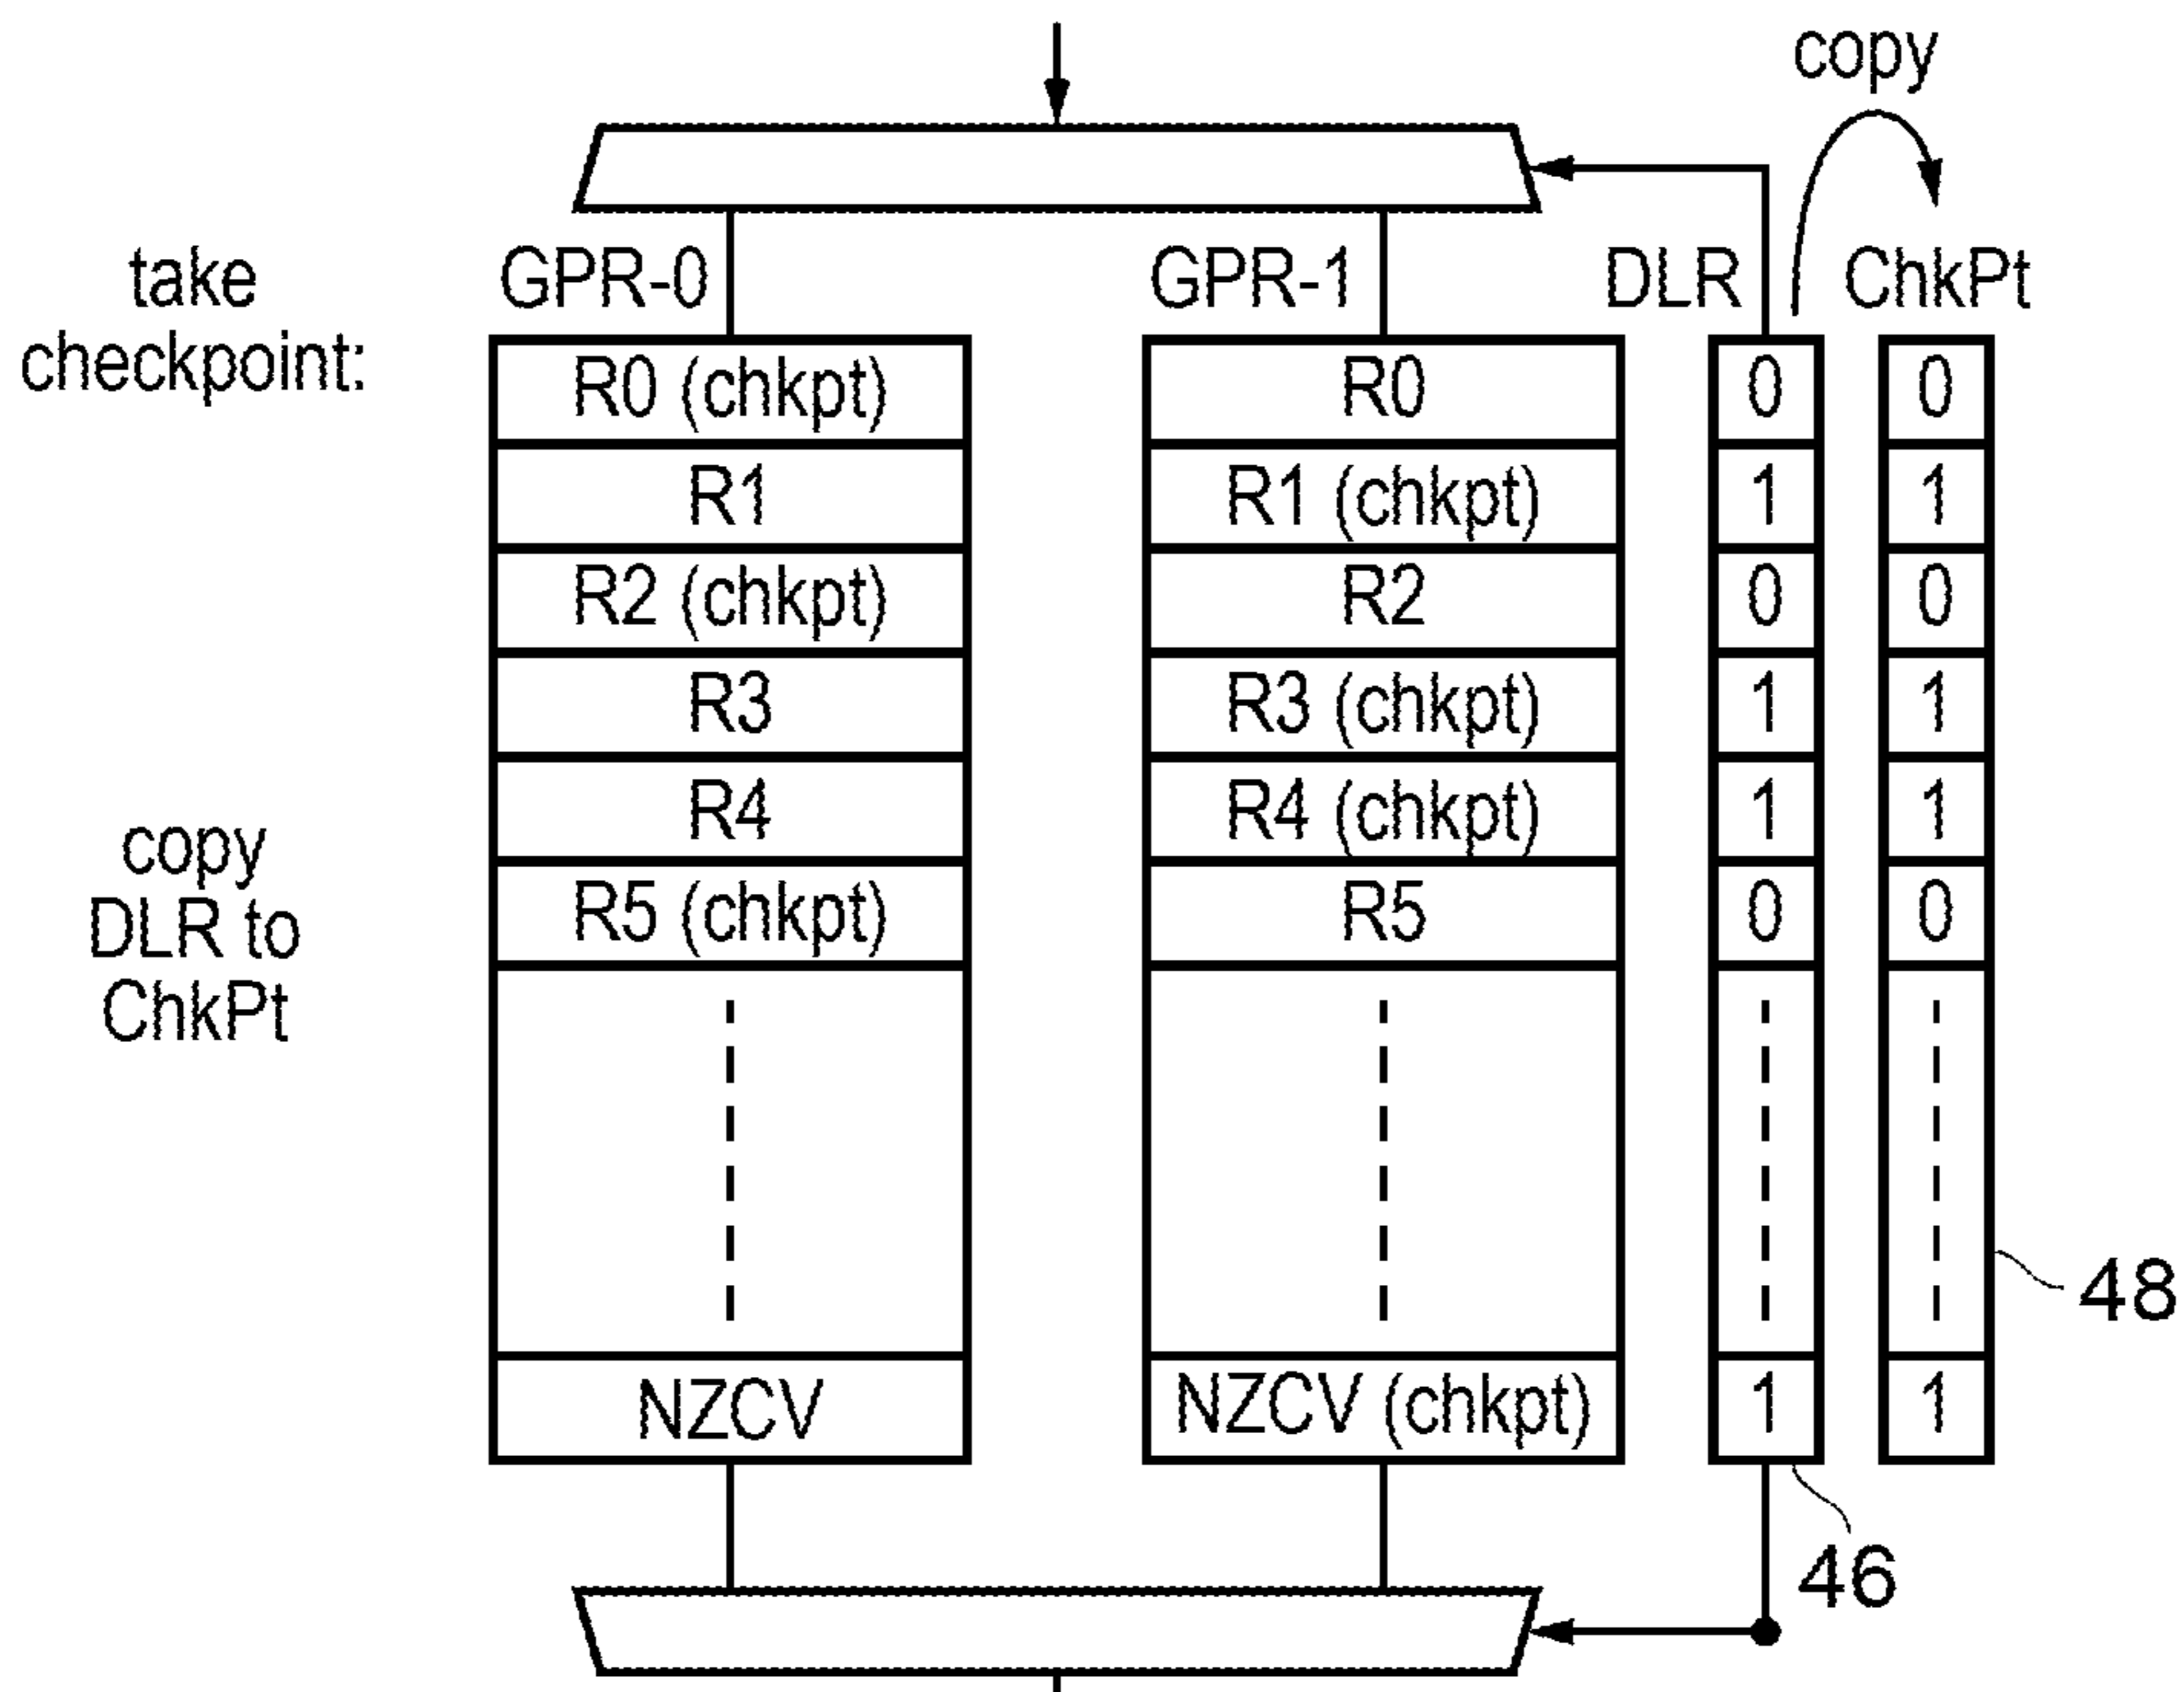 copy
take
checkpoint:
GPR-0 GPR-1 DLR ChkPt
R0 (chkpt) R0 0 0
R1 R1 (chkpt) 1 1
R2 (chkpt) R2 0 0
R3 R3 (chkpt) 1 1
R4 R4 (chkpt) 1 1
copy
DLR to
ChkPt
R5 (chkpt) R5 0 0
48
NZCV NZCV (chkpt) 1 1
46